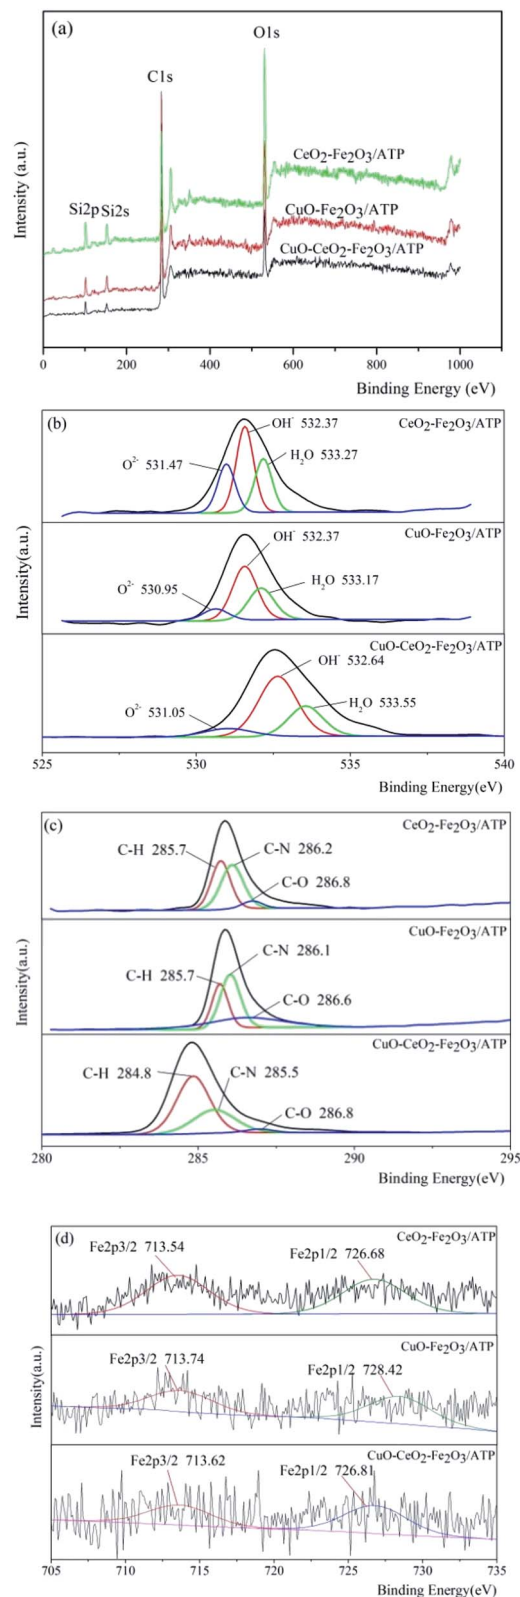 (a)
O1s
C1s
CeO2-Fe2O3/ATP
Si2p Si2s
CuO-Fe2O3/ATP
CuO-CeO2-Fe2O3/ATP
Intensity (a.u.)
0 200 400 600 800 1000
Binding Energy (eV)
(b)
OH- 532.37
CeO2-Fe2O3/ATP
O2- 531.47
H2O 533.27
OH- 532.37
CuO-Fe2O3/ATP
O2- 530.95
H2O 533.17
CuO-CeO2-Fe2O3/ATP
OH- 532.64
O2- 531.05
H2O 533.55
Intensity(a.u.)
525 530 535 540
Binding Energy(eV)
(c)
CeO2-Fe2O3/ATP
C-H 285.7
C-N 286.2
C-O 286.8
CuO-Fe2O3/ATP
C-N 286.1
C-H 285.7
C-O 286.6
CuO-CeO2-Fe2O3/ATP
C-H 284.8
C-N 285.5
C-O 286.8
Intensity(a.u.)
280 285 290 295
Binding Energy(eV)
(d)
CeO2-Fe2O3/ATP
Fe2p3/2 713.54
Fe2p1/2 726.68
CuO-Fe2O3/ATP
Fe2p3/2 713.74
Fe2p1/2 728.42
CuO-CeO2-Fe2O3/ATP
Fe2p3/2 713.62
Fe2p1/2 726.81
Intensity(a.u.)
705 710 715 720 725 730 735
Binding Energy(eV)